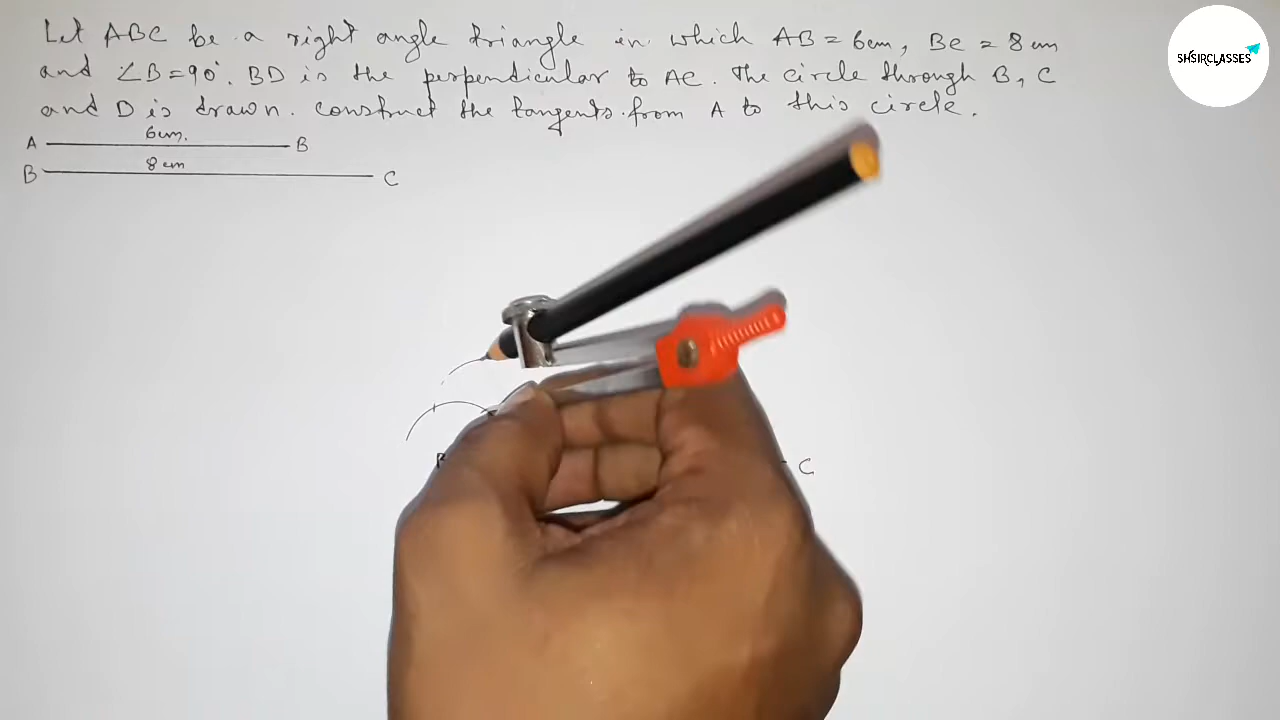 Let ABC be a right angle triangle in which AB = 6cm, BC = 8 cm
and ∠B = 90°. BD is the perpendicular to AC. The circle through B, C
and D is drawn. construct the tangents from A to this circle.
A 6cm. B
B 8 cm C
B C
SHSIRCLASSES